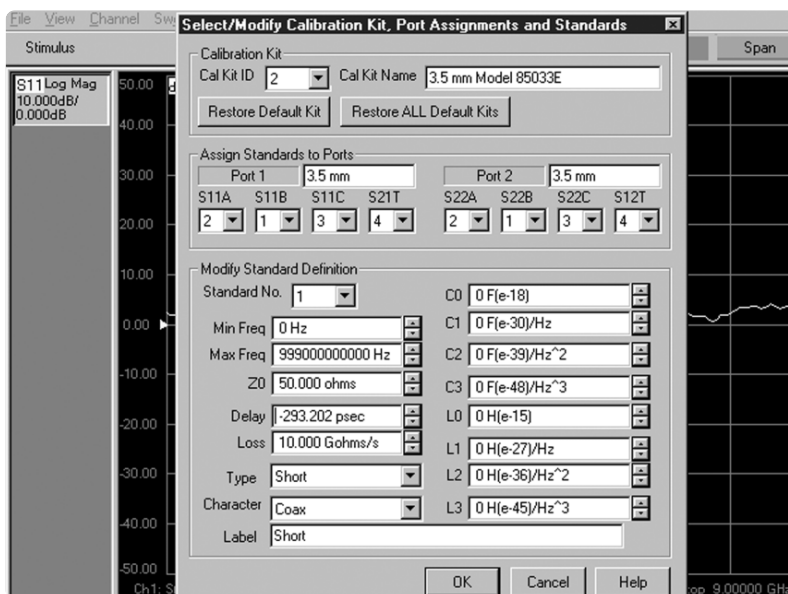 File View Channel
Select/Modify Calibration Kit, Port Assignments and Standards
Stimulus
Span
S11 Log Mag
10.000dB/
0.000dB
50.00
40.00
30.00
20.00
10.00
0.00
-10.00
-20.00
-30.00
-40.00
-50.00
Calibration Kit
Cal Kit ID 2 Cal Kit Name 3.5 mm Model 85033E
Restore Default Kit Restore ALL Default Kits
Assign Standards to Ports
Port 1 3.5 mm Port 2 3.5 mm
S11A S11B S11C S21T S22A S22B S22C S12T
2 1 3 4 2 1 3 4
Modify Standard Definition
Standard No. 1
Min Freq 0 Hz
Max Freq 999000000000 Hz
Z0 50.000 ohms
Delay -293.202 psec
Loss 10.000 Gohms/s
Type Short
Character Coax
Label Short
C0 0 F(e-18)
C1 0 F(e-30)/Hz
C2 0 F(e-39)/Hz^2
C3 0 F(e-48)/Hz^3
L0 0 H(e-15)
L1 0 H(e-27)/Hz
L2 0 H(e-36)/Hz^2
L3 0 H(e-45)/Hz^3
OK Cancel Help
Ch1: 9.00000 GHz